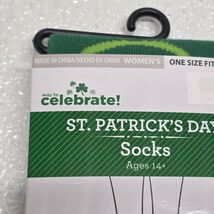 MADE IN CHINA/HECHO EN CHINA WOMEN'S ONE SIZE FIT
way to
celebrate!
ST. PATRICK'S DAY
Socks
Ages 14+